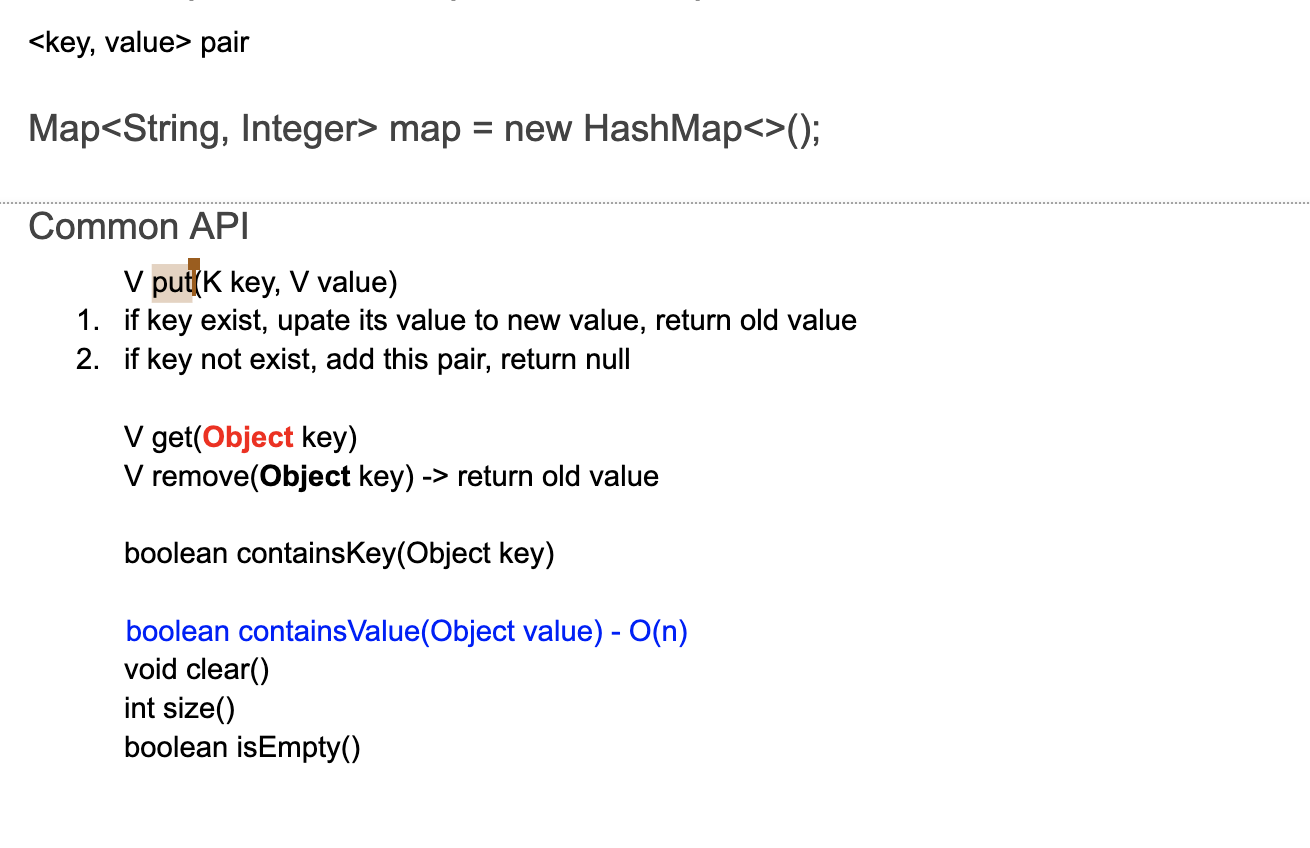 <key, value> pair
Map<String, Integer> map = new HashMap<>();
Common API
V put(K key, V value)
1. if key exist, upate its value to new value, return old value
2. if key not exist, add this pair, return null
V get(Object key)
V remove(Object key) -> return old value
boolean containsKey(Object key)
boolean containsValue(Object value) - O(n)
void clear()
int size()
boolean isEmpty()